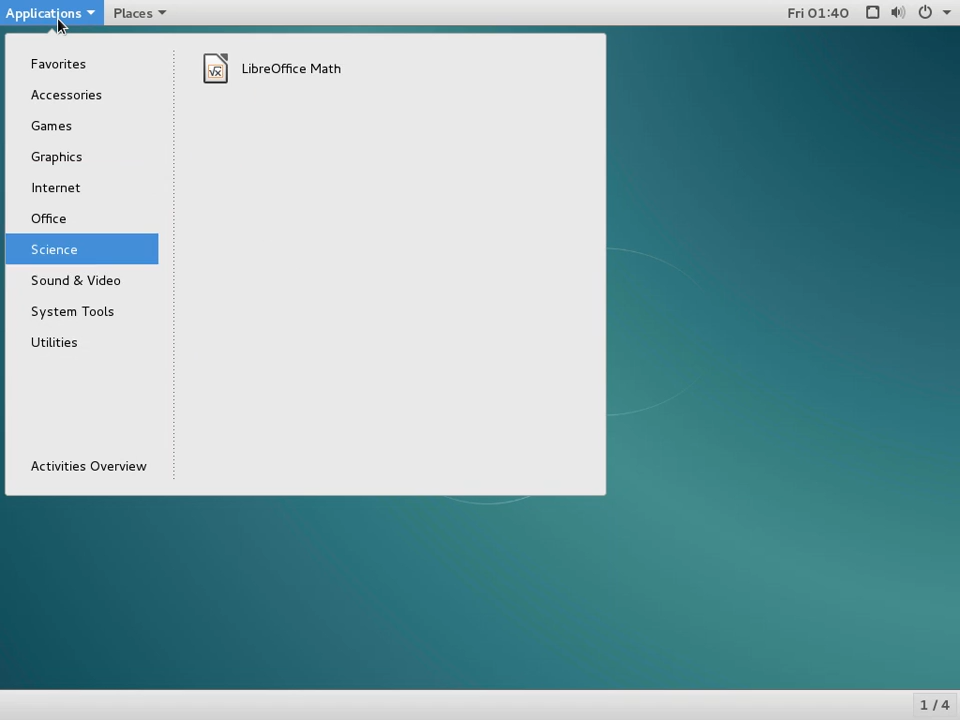 Applications Places Fri 01:40
Favorites
LibreOffice Math
Accessories
Games
Graphics
Internet
Office
Science
Sound & Video
System Tools
Utilities
Activities Overview
1 / 4